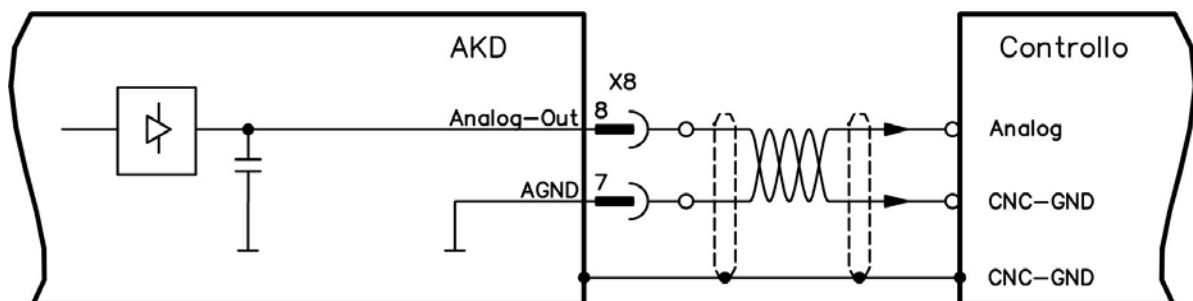 AKD
Controllo
X8
Analog-Out
8
Analog
AGND
7
CNC-GND
CNC-GND